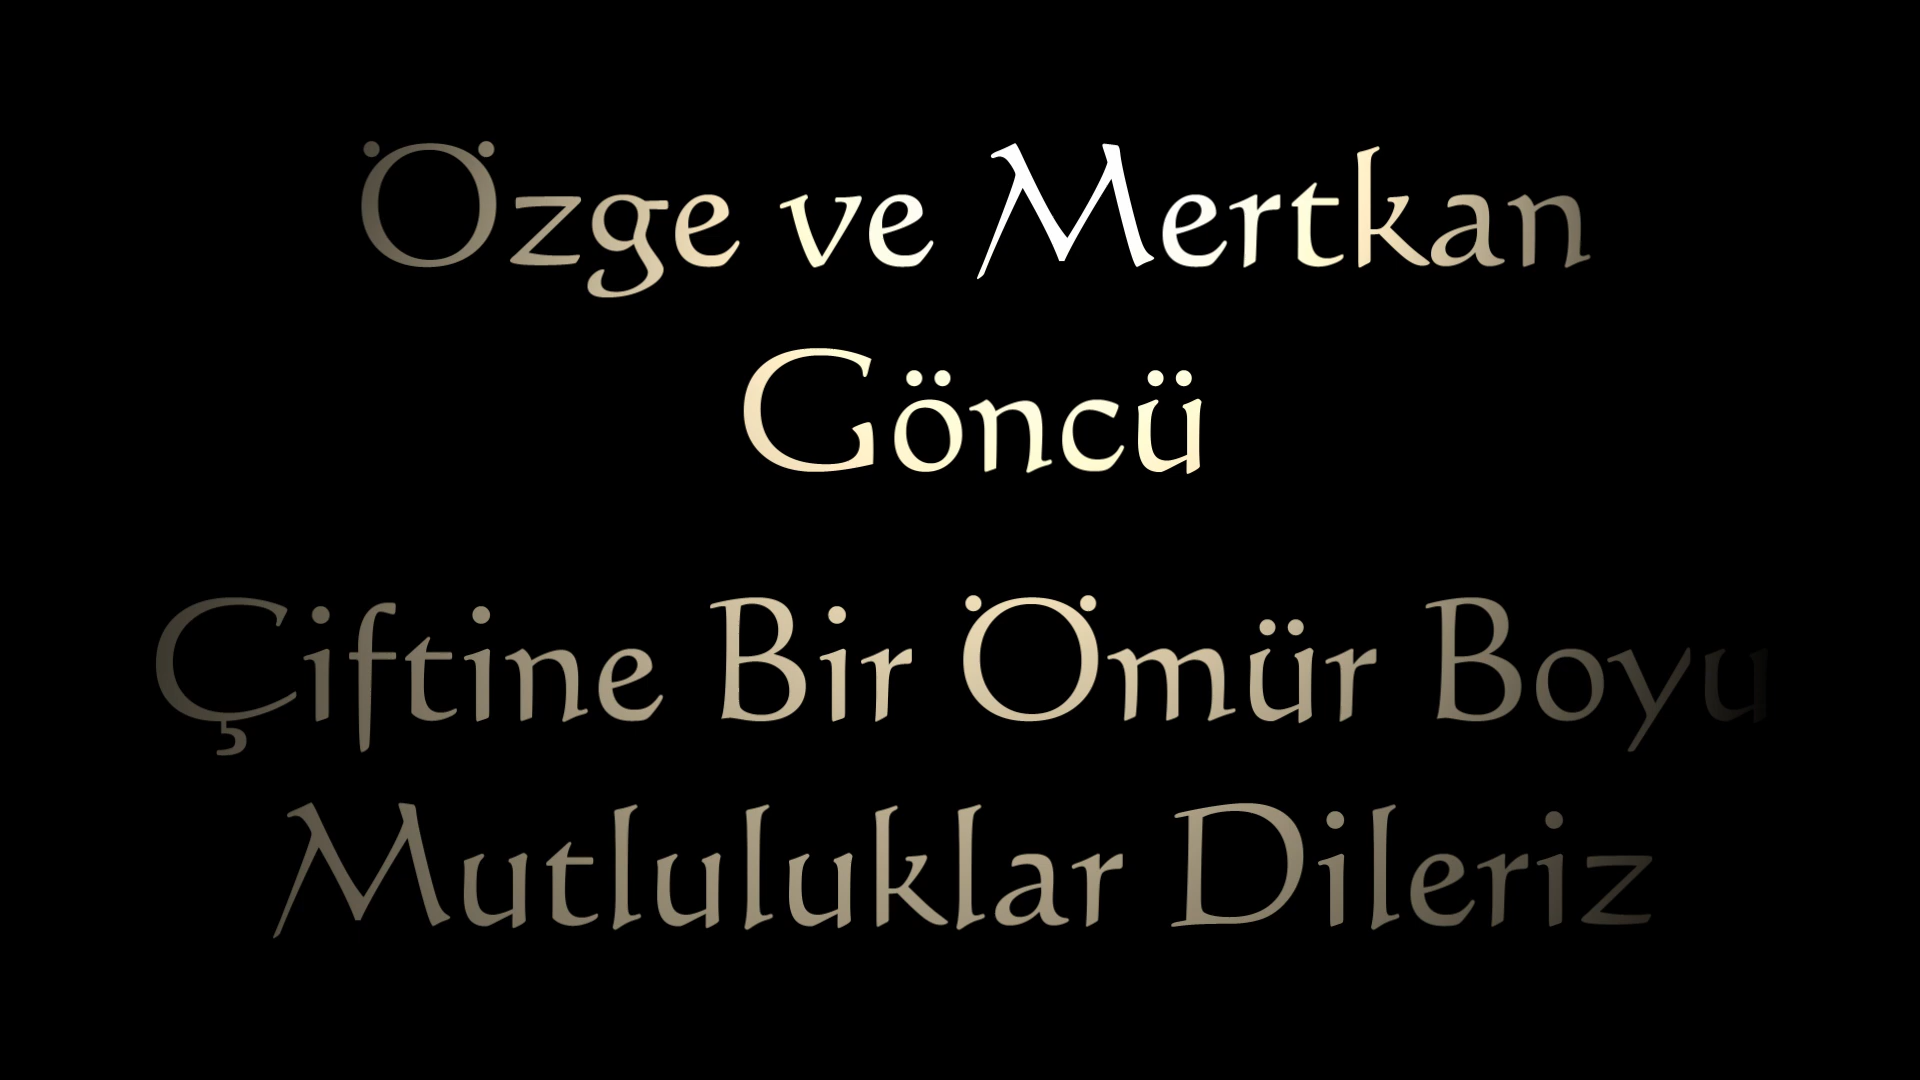 Özge ve Mertkan
Göncü
Çiftine Bir Ömür Boyu
Mutluluklar Dileriz